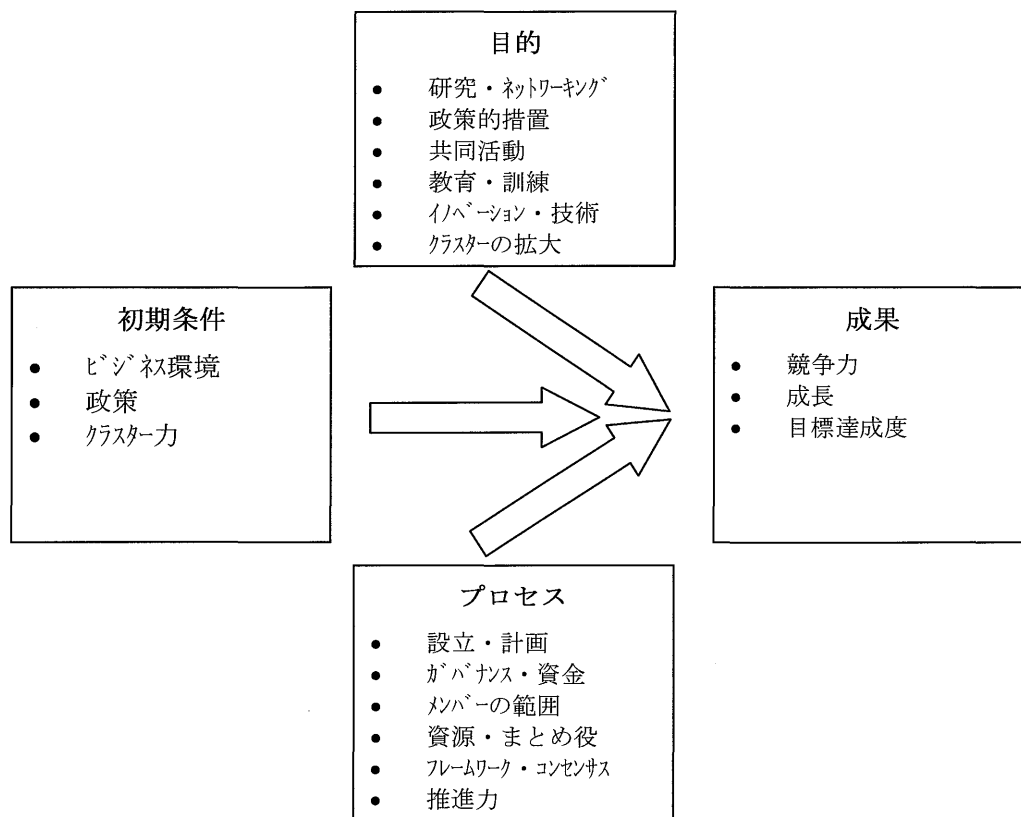 目的
• 研究・ネットワーキング
• 政策的措置
• 共同活動
• 教育・訓練
• イノベーション・技術
• クラスターの拡大
初期条件
• ビジネス環境
• 政策
• クラスター力
成果
• 競争力
• 成長
• 目標達成度
プロセス
• 設立・計画
• ガバナンス・資金
• メンバーの範囲
• 資源・まとめ役
• フレームワーク・コンセンサス
• 推進力